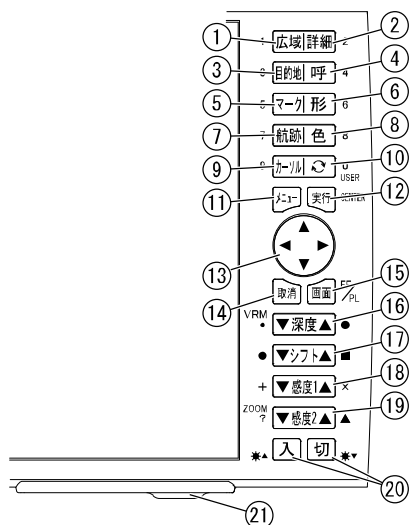 ① 1 広域 詳細 2 ②
③ 3 目的地 呼 4 ④
⑤ 5 マーク 形 6 ⑥
⑦ 7 航跡 色 8 ⑧
⑨ 9 カーソル 0 ⑩
USER
⑪ メニュー 実行 CENTER ⑫
▲
⑬ ◀ ▶
▼
⑭ 取消 画面 ⑮
/PL
VRM
• ▼深度▲ ● ⑯
● ▼シフト▲ ■ ⑰
+ ▼感度1▲ × ⑱
ZOOM
? ▼感度2▲ ▲ ⑲
▲ 入 切 ▼
⑳
㉑